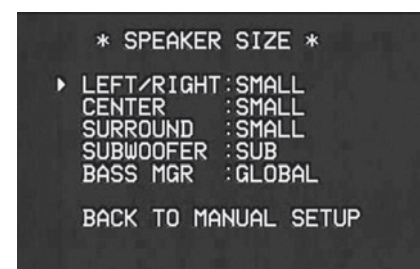 * SPEAKER SIZE *
LEFT/RIGHT:SMALL
CENTER :SMALL
SURROUND :SMALL
SUBWOOFER :SUB
BASS MGR :GLOBAL
BACK TO MANUAL SETUP